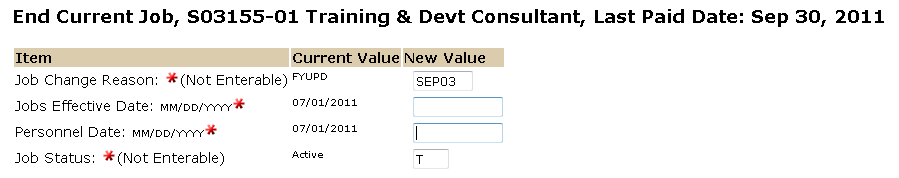 End Current Job, S03155-01 Training & Devt Consultant, Last Paid Date: Sep 30, 2011
Item Current Value New Value
Job Change Reason: *(Not Enterable) FYUPD SEP03
Jobs Effective Date: MM/DD/YYYY* 07/01/2011
Personnel Date: MM/DD/YYYY* 07/01/2011
Job Status: *(Not Enterable) Active T